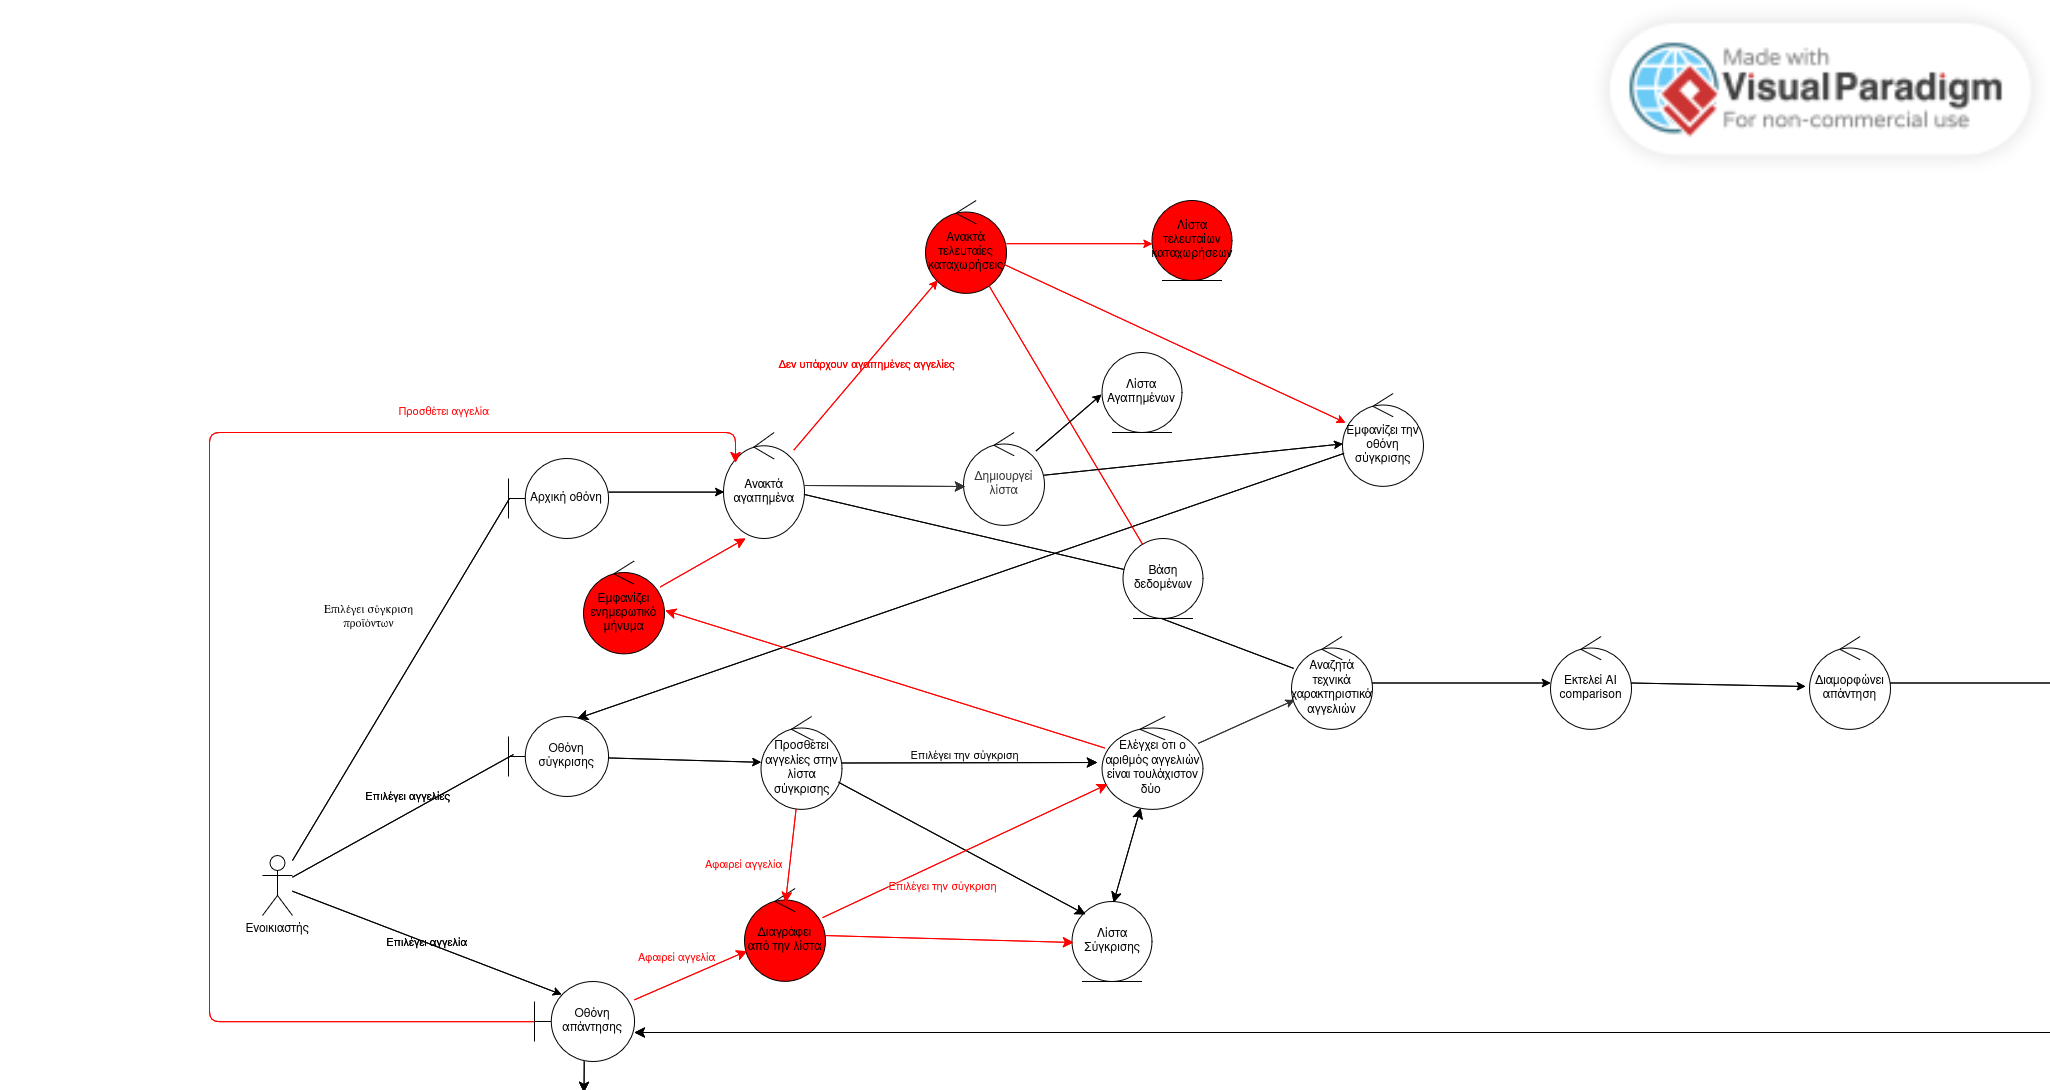 Made with
Visual Paradigm
For non-commercial use
Ανακτά
τελευταίες
καταχωρήσεις
Λίστα
τελευταίων
καταχωρήσεων
Δεν υπάρχουν αγαπημένες αγγελίες
Λίστα
Αγαπημένων
Προσθέτει αγγελία
Εμφανίζει την
οθόνη
σύγκρισης
Αρχική οθόνη
Ανακτά
αγαπημένα
Δημιουργεί
λίστα
Βάση
δεδομένων
Εμφανίζει
ενημερωτικό
μήνυμα
Επιλέγει σύγκριση
προϊόντων
Αναζητά
τεχνικά
χαρακτηριστικά
αγγελιών
Εκτελεί AI
comparison
Διαμορφώνει
απάντηση
Οθόνη
σύγκρισης
Προσθέτει
αγγελίες στην
λίστα
σύγκρισης
Επιλέγει την σύγκριση
Ελέγχει ότι ο
αριθμός αγγελιών
είναι τουλάχιστον
δύο
Επιλέγει αγγελίες
Αφαιρεί αγγελία
Επιλέγει την σύγκριση
Ενοικιαστής
Διαγράφει
από την λίστα
Λίστα
Σύγκρισης
Επιλέγει αγγελία
Αφαιρεί αγγελία
Οθόνη
απάντησης